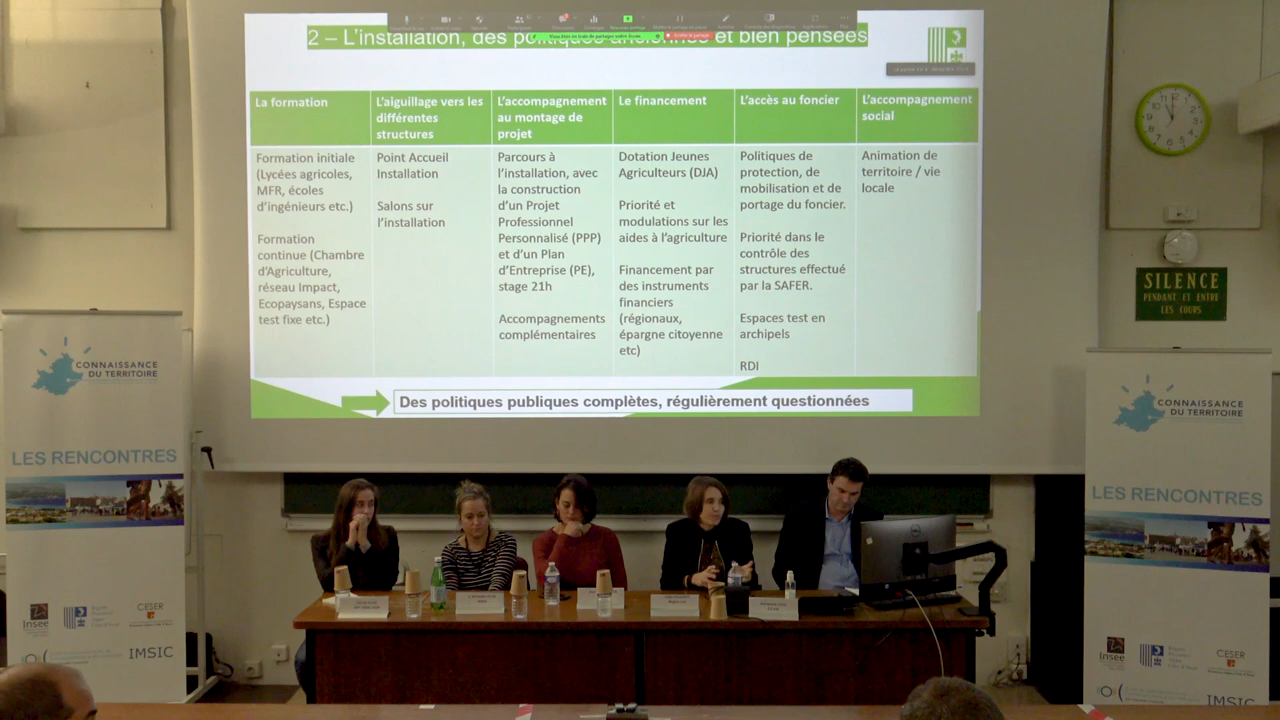 2 – L'installation, des politiques anciennes et bien pensées
La formation
L'aiguillage vers les
différentes
structures
L'accompagnement
au montage de
projet
Le financement
L'accès au foncier
L'accompagnement
social
Formation initiale
(Lycées agricoles,
MFR, écoles
d'ingénieurs etc.)
Formation
continue (Chambre
d'Agriculture,
réseau Impact,
Ecopaysans, Espace
test fixe etc.)
Point Accueil
Installation
Salons sur
l'installation
Parcours à
l'installation, avec
la construction
d'un Projet
Professionnel
Personnalisé (PPP)
et d'un Plan
d'Entreprise (PE),
stage 21h
Accompagnements
complémentaires
Dotation Jeunes
Agriculteurs (DJA)
Priorité et
modulations sur les
aides à l'agriculture
Financement par
des instruments
financiers
(régionaux,
épargne citoyenne
etc)
Politiques de
protection, de
mobilisation et de
portage du foncier.
Priorité dans le
contrôle des
structures effectué
par la SAFER.
Espaces test en
archipels
RDI
Animation de
territoire / vie
locale
Des politiques publiques complètes, régulièrement questionnées
SILENCE
PENDANT ET ENTRE
LES COURS
CONNAISSANCE
DU TERRITOIRE
LES RENCONTRES
Insee
CESER
IMSIC
CONNAISSANCE
DU TERRITOIRE
LES RENCONTRES
Insee
CESER
IMSIC
DELL